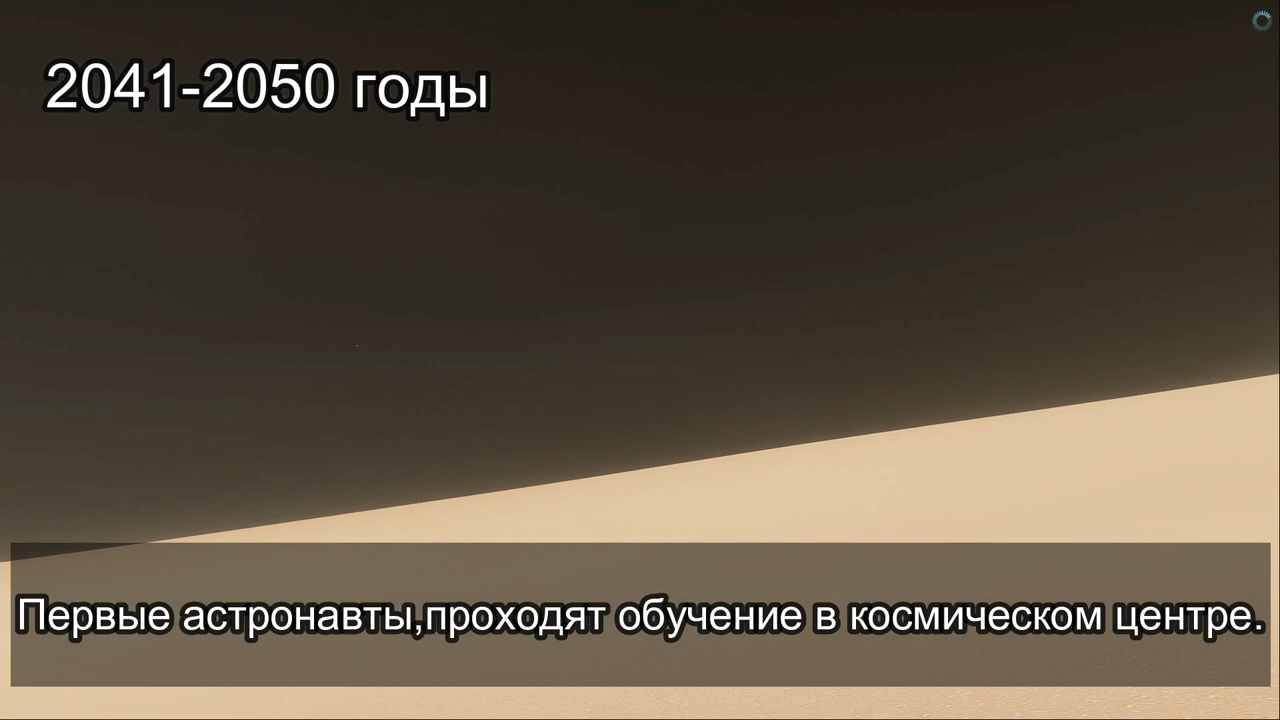 2041-2050 годы
Первые астронавты,проходят обучение в космическом центре.